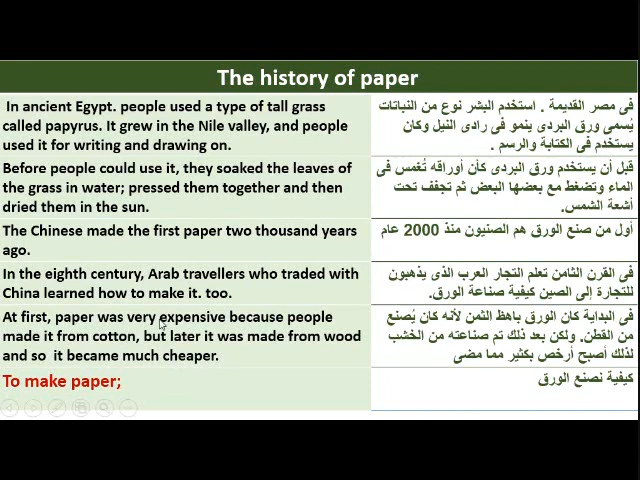 The history of paper
In ancient Egypt. people used a type of tall grass
called papyrus. It grew in the Nile valley, and people
used it for writing and drawing on.
فى مصر القديمة . استخدم البشر نوع من النباتات
يُسمى ورق البردى ينمو فى رادى النيل وكان
يستخدم فى الكتابة والرسم .
Before people could use it, they soaked the leaves of
the grass in water; pressed them together and then
dried them in the sun.
قبل أن يستخدم ورق البردى كأن أوراقه تُغمس فى
الماء وتضغط مع بعضها البعض ثم تجقف تحت
أشعة الشمس.
The Chinese made the first paper two thousand years
ago.
أول من صنع الورق هم الصنيون منذ 2000 عام
In the eighth century, Arab travellers who traded with
China learned how to make it. too.
فى القرن الثامن تعلم التجار العرب الذى يذهبون
للتجارة إلى الصين كيفية صناعة الورق.
At first, paper was very expensive because people
made it from cotton, but later it was made from wood
and so it became much cheaper.
فى البداية كان الورق باهظ الثمن لأنه كان يُصنع
من القطن. ولكن بعد ذلك تم صناعته من الخشب
لذلك أصبح أرخص بكثير مما مضى
To make paper;
كيفية نصنع الورق